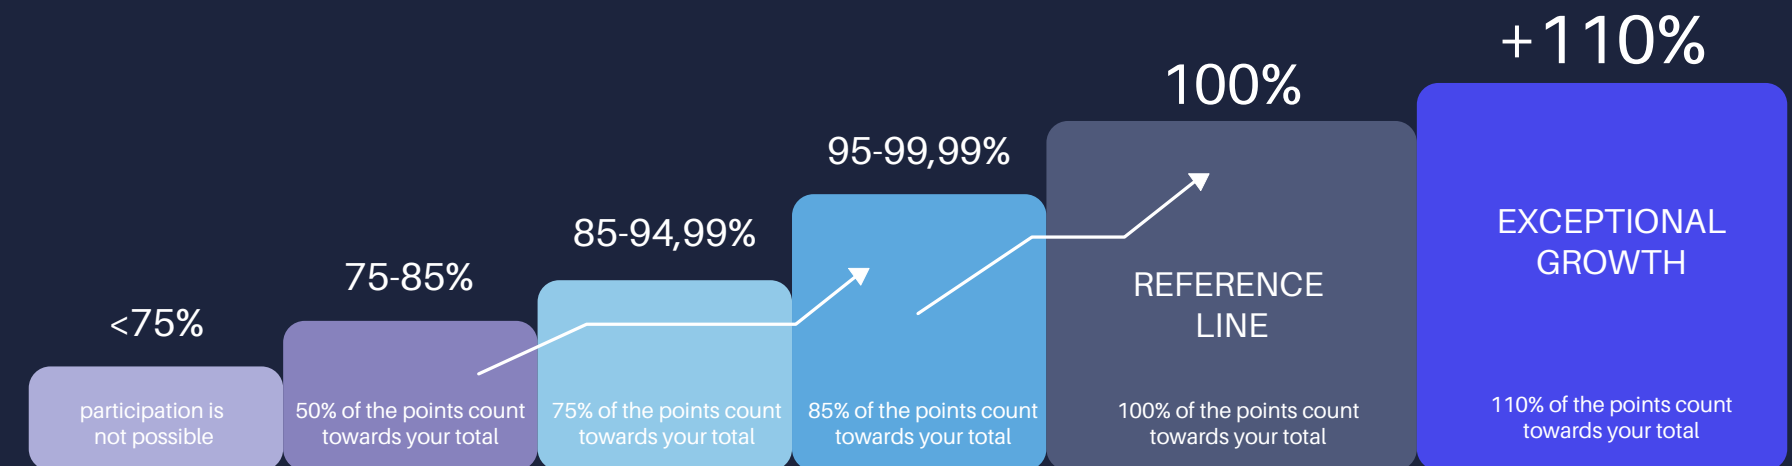 <75%
participation is
not possible
75-85%
50% of the points count
towards your total
85-94,99%
75% of the points count
towards your total
95-99,99%
85% of the points count
towards your total
100%
REFERENCE
LINE
100% of the points count
towards your total
+110%
EXCEPTIONAL
GROWTH
110% of the points count
towards your total